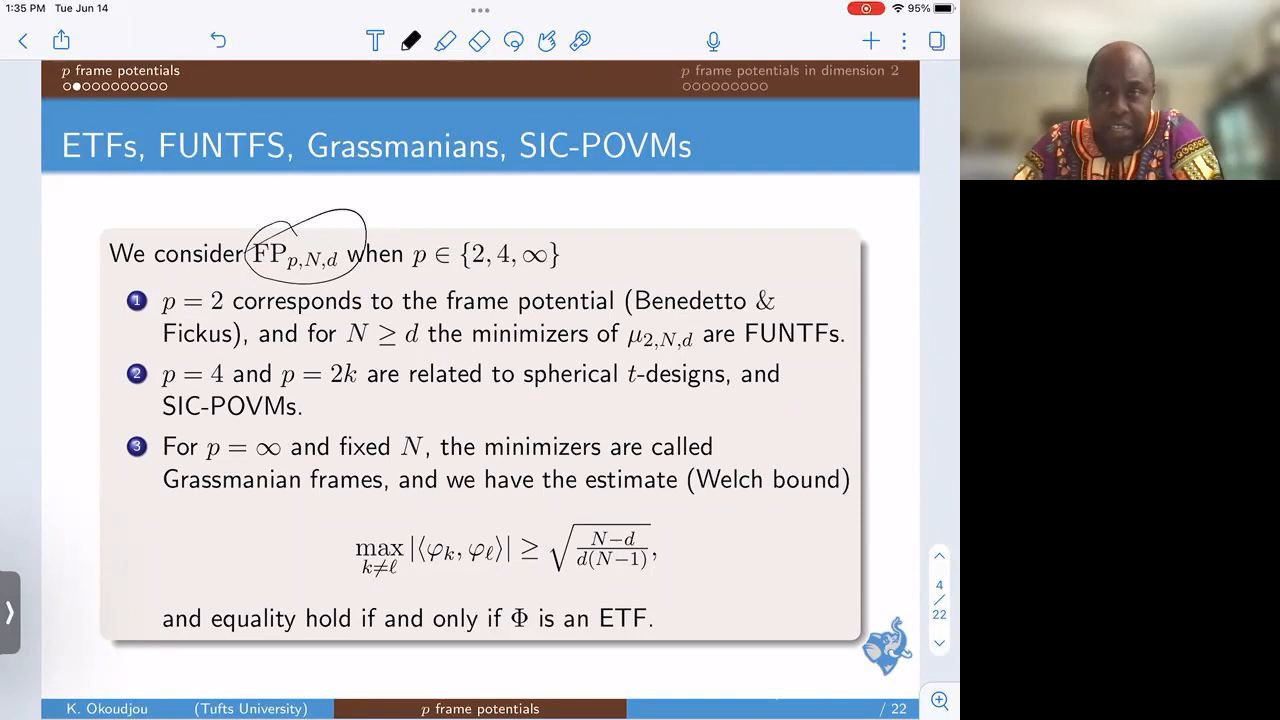 1:35 PM Tue Jun 14
95%
p frame potentials
p frame potentials in dimension 2
ETFs, FUNTFS, Grassmanians, SIC-POVMs
We consider FP_{p,N,d} when p ∈ {2, 4, ∞}
1 p = 2 corresponds to the frame potential (Benedetto &
Fickus), and for N ≥ d the minimizers of μ_{2,N,d} are FUNTFs.
2 p = 4 and p = 2k are related to spherical t-designs, and
SIC-POVMs.
3 For p = ∞ and fixed N, the minimizers are called
Grassmanian frames, and we have the estimate (Welch bound)
max_{k≠ℓ} |⟨φ_k, φ_ℓ⟩| ≥ √(N−d / d(N−1)),
and equality hold if and only if Φ is an ETF.
4
/
22
K. Okoudjou (Tufts University) p frame potentials / 22